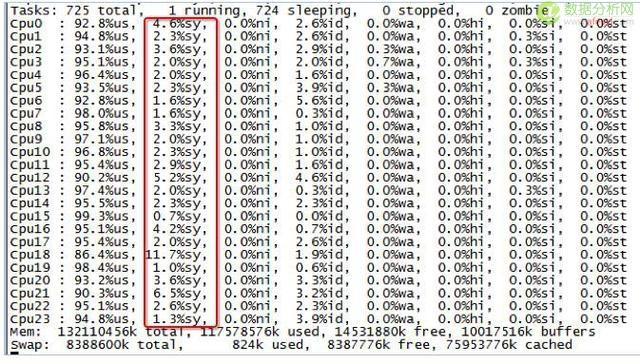 数据分析网
Tasks: 725 total, 1 running, 724 sleeping, 0 stopped, 0 zombie
Cpu0 : 92.8%us, 4.6%sy, 0.0%ni, 2.6%id, 0.0%wa, 0.0%hi, 0.0%si, 0.0%st
Cpu1 : 94.8%us, 2.3%sy, 0.0%ni, 2.6%id, 0.0%wa, 0.0%hi, 0.3%si, 0.0%st
Cpu2 : 93.1%us, 3.6%sy, 0.0%ni, 2.9%id, 0.3%wa, 0.0%hi, 0.0%si, 0.0%st
Cpu3 : 95.1%us, 2.0%sy, 0.0%ni, 2.0%id, 0.7%wa, 0.0%hi, 0.3%si, 0.0%st
Cpu4 : 96.4%us, 2.0%sy, 0.0%ni, 1.6%id, 0.0%wa, 0.0%hi, 0.0%si, 0.0%st
Cpu5 : 93.5%us, 2.3%sy, 0.0%ni, 3.9%id, 0.3%wa, 0.0%hi, 0.0%si, 0.0%st
Cpu6 : 92.8%us, 1.6%sy, 0.0%ni, 5.6%id, 0.0%wa, 0.0%hi, 0.0%si, 0.0%st
Cpu7 : 98.0%us, 1.6%sy, 0.0%ni, 0.3%id, 0.0%wa, 0.0%hi, 0.0%si, 0.0%st
Cpu8 : 95.8%us, 3.3%sy, 0.0%ni, 1.0%id, 0.0%wa, 0.0%hi, 0.0%si, 0.0%st
Cpu9 : 97.1%us, 2.0%sy, 0.0%ni, 1.0%id, 0.0%wa, 0.0%hi, 0.0%si, 0.0%st
Cpu10 : 96.8%us, 2.3%sy, 0.0%ni, 1.0%id, 0.0%wa, 0.0%hi, 0.0%si, 0.0%st
Cpu11 : 95.4%us, 2.9%sy, 0.0%ni, 1.6%id, 0.0%wa, 0.0%hi, 0.0%si, 0.0%st
Cpu12 : 90.2%us, 5.2%sy, 0.0%ni, 4.6%id, 0.0%wa, 0.0%hi, 0.0%si, 0.0%st
Cpu13 : 97.4%us, 2.0%sy, 0.0%ni, 0.3%id, 0.0%wa, 0.0%hi, 0.3%si, 0.0%st
Cpu14 : 95.5%us, 2.3%sy, 0.0%ni, 2.3%id, 0.0%wa, 0.0%hi, 0.0%si, 0.0%st
Cpu15 : 99.3%us, 0.7%sy, 0.0%ni, 0.0%id, 0.0%wa, 0.0%hi, 0.0%si, 0.0%st
Cpu16 : 95.1%us, 4.2%sy, 0.0%ni, 0.7%id, 0.0%wa, 0.0%hi, 0.0%si, 0.0%st
Cpu17 : 95.4%us, 2.0%sy, 0.0%ni, 2.6%id, 0.0%wa, 0.0%hi, 0.0%si, 0.0%st
Cpu18 : 86.4%us, 11.7%sy, 0.0%ni, 1.9%id, 0.0%wa, 0.0%hi, 0.0%si, 0.0%st
Cpu19 : 98.4%us, 1.0%sy, 0.0%ni, 0.6%id, 0.0%wa, 0.0%hi, 0.0%si, 0.0%st
Cpu20 : 93.2%us, 3.6%sy, 0.0%ni, 3.2%id, 0.0%wa, 0.0%hi, 0.0%si, 0.0%st
Cpu21 : 90.3%us, 6.5%sy, 0.0%ni, 3.2%id, 0.0%wa, 0.0%hi, 0.0%si, 0.0%st
Cpu22 : 95.1%us, 2.6%sy, 0.0%ni, 2.3%id, 0.0%wa, 0.0%hi, 0.0%si, 0.0%st
Cpu23 : 94.8%us, 1.3%sy, 0.0%ni, 3.9%id, 0.0%wa, 0.0%hi, 0.0%si, 0.0%st
Mem: 132110456k total, 117578576k used, 14531880k free, 10017516k buffers
Swap: 8388600k total, 824k used, 8387776k free, 75953776k cached